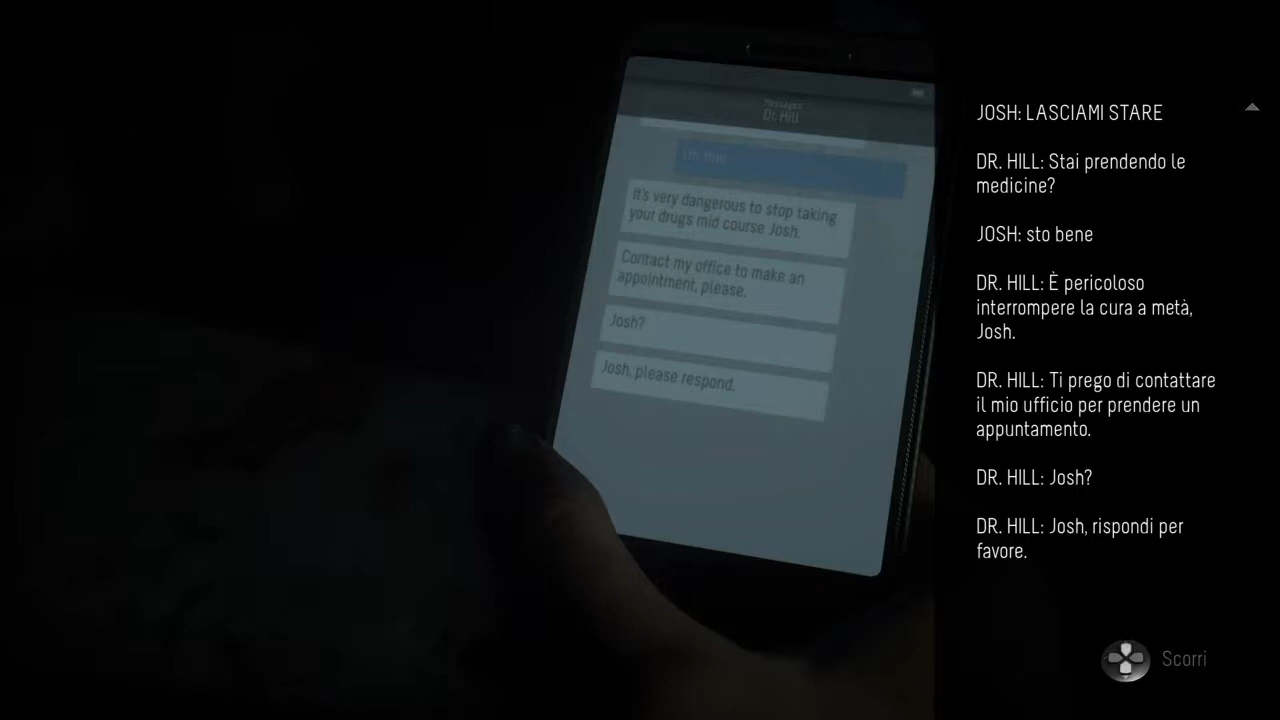 Messages
Dr. Hill
I'm fine
It's very dangerous to stop taking
your drugs mid course Josh.
Contact my office to make an
appointment, please.
Josh?
Josh, please respond.
JOSH: LASCIAMI STARE
DR. HILL: Stai prendendo le
medicine?
JOSH: sto bene
DR. HILL: È pericoloso
interrompere la cura a metà,
Josh.
DR. HILL: Ti prego di contattare
il mio ufficio per prendere un
appuntamento.
DR. HILL: Josh?
DR. HILL: Josh, rispondi per
favore.
Scorri